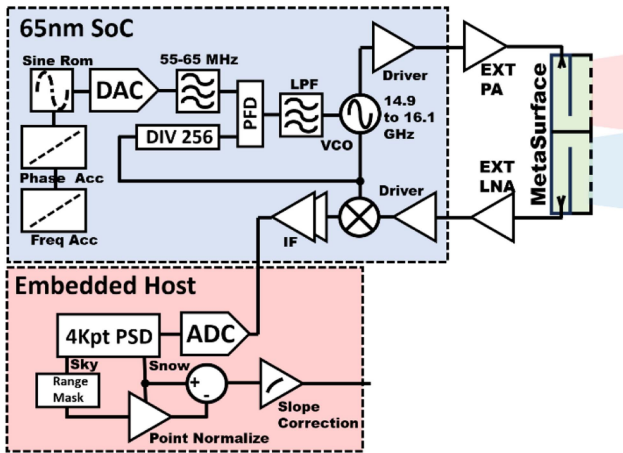 65nm SoC
Sine Rom
DAC
55-65 MHz
PFD
LPF
Driver
14.9
to 16.1
GHz
VCO
DIV 256
Phase Acc
Freq Acc
IF
Driver
EXT
PA
EXT
LNA
MetaSurface
Embedded Host
4Kpt PSD
ADC
Sky
Snow
Range
Mask
+
-
Point Normalize
Slope
Correction